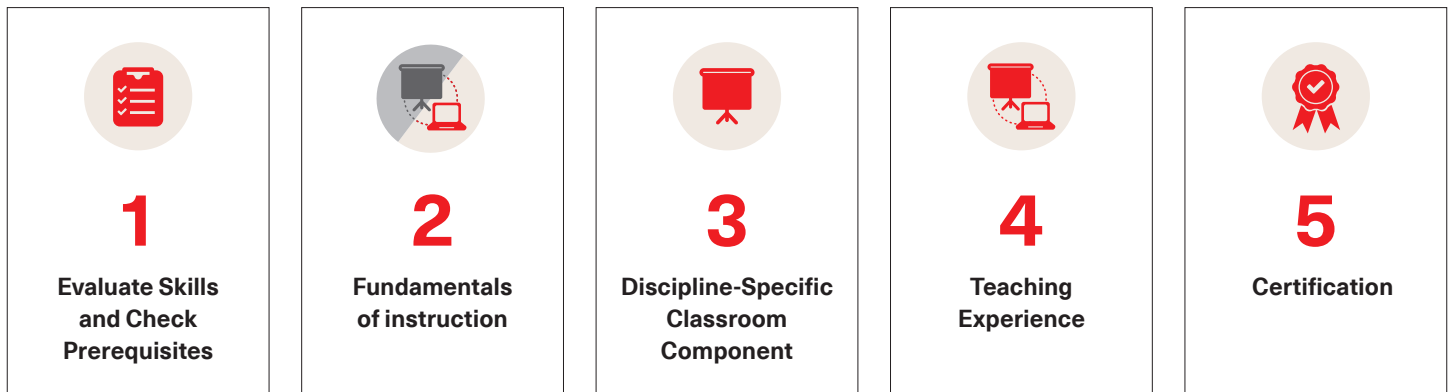 1
Evaluate Skills
and Check
Prerequisites
2
Fundamentals
of instruction
3
Discipline-Specific
Classroom
Component
4
Teaching
Experience
5
Certification